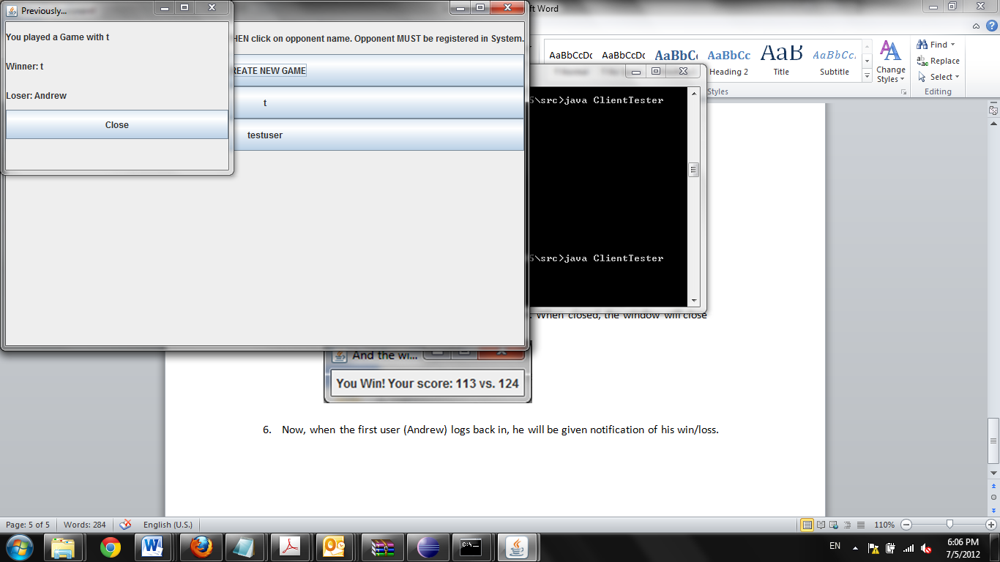 Previously...
You played a Game with t
Winner: t
Loser: Andrew
Close
HEN click on opponent name. Opponent MUST be registered in System.
REATE NEW GAME
t
testuser
ft Word
AaBbCcDc AaBbCcDc AaBbC AaBbCc AaB AaBbCc.
Heading 2 Title Subtitle
Change Styles
Styles
Find
Replace
Select
Editing
5\src>java ClientTester
5\src>java ClientTester
. When closed, the window will close
And the wi...
You Win! Your score: 113 vs. 124
6. Now, when the first user (Andrew) logs back in, he will be given notification of his win/loss.
Page: 5 of 5 Words: 284 English (U.S.) 110%
C:\_
EN
6:06 PM
7/5/2012